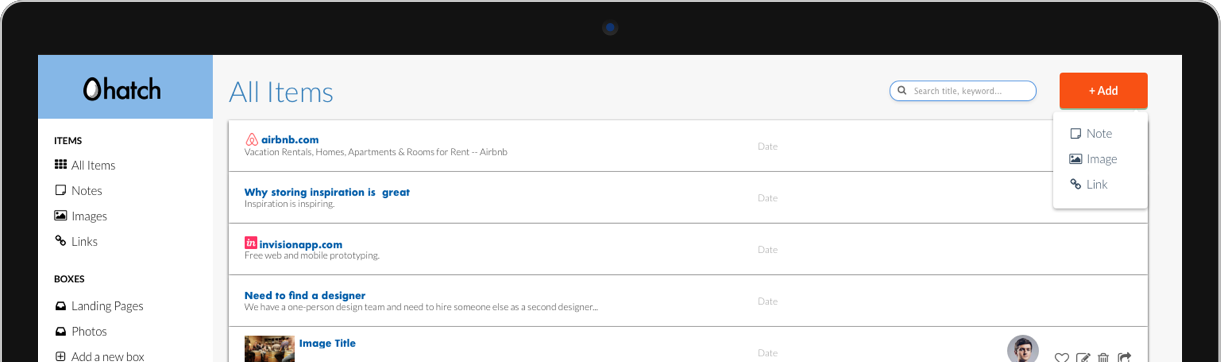 hatch
All Items
Search title, keyword...
+ Add
Note
Image
Link
ITEMS
All Items
Notes
Images
Links
BOXES
Landing Pages
Photos
Add a new box
airbnb.com
Vacation Rentals, Homes, Apartments & Rooms for Rent -- Airbnb
Date
Why storing inspiration is great
Inspiration is inspiring.
Date
in invisionapp.com
Free web and mobile prototyping.
Date
Need to find a designer
We have a one-person design team and need to hire someone else as a second designer...
Date
Image Title
Date